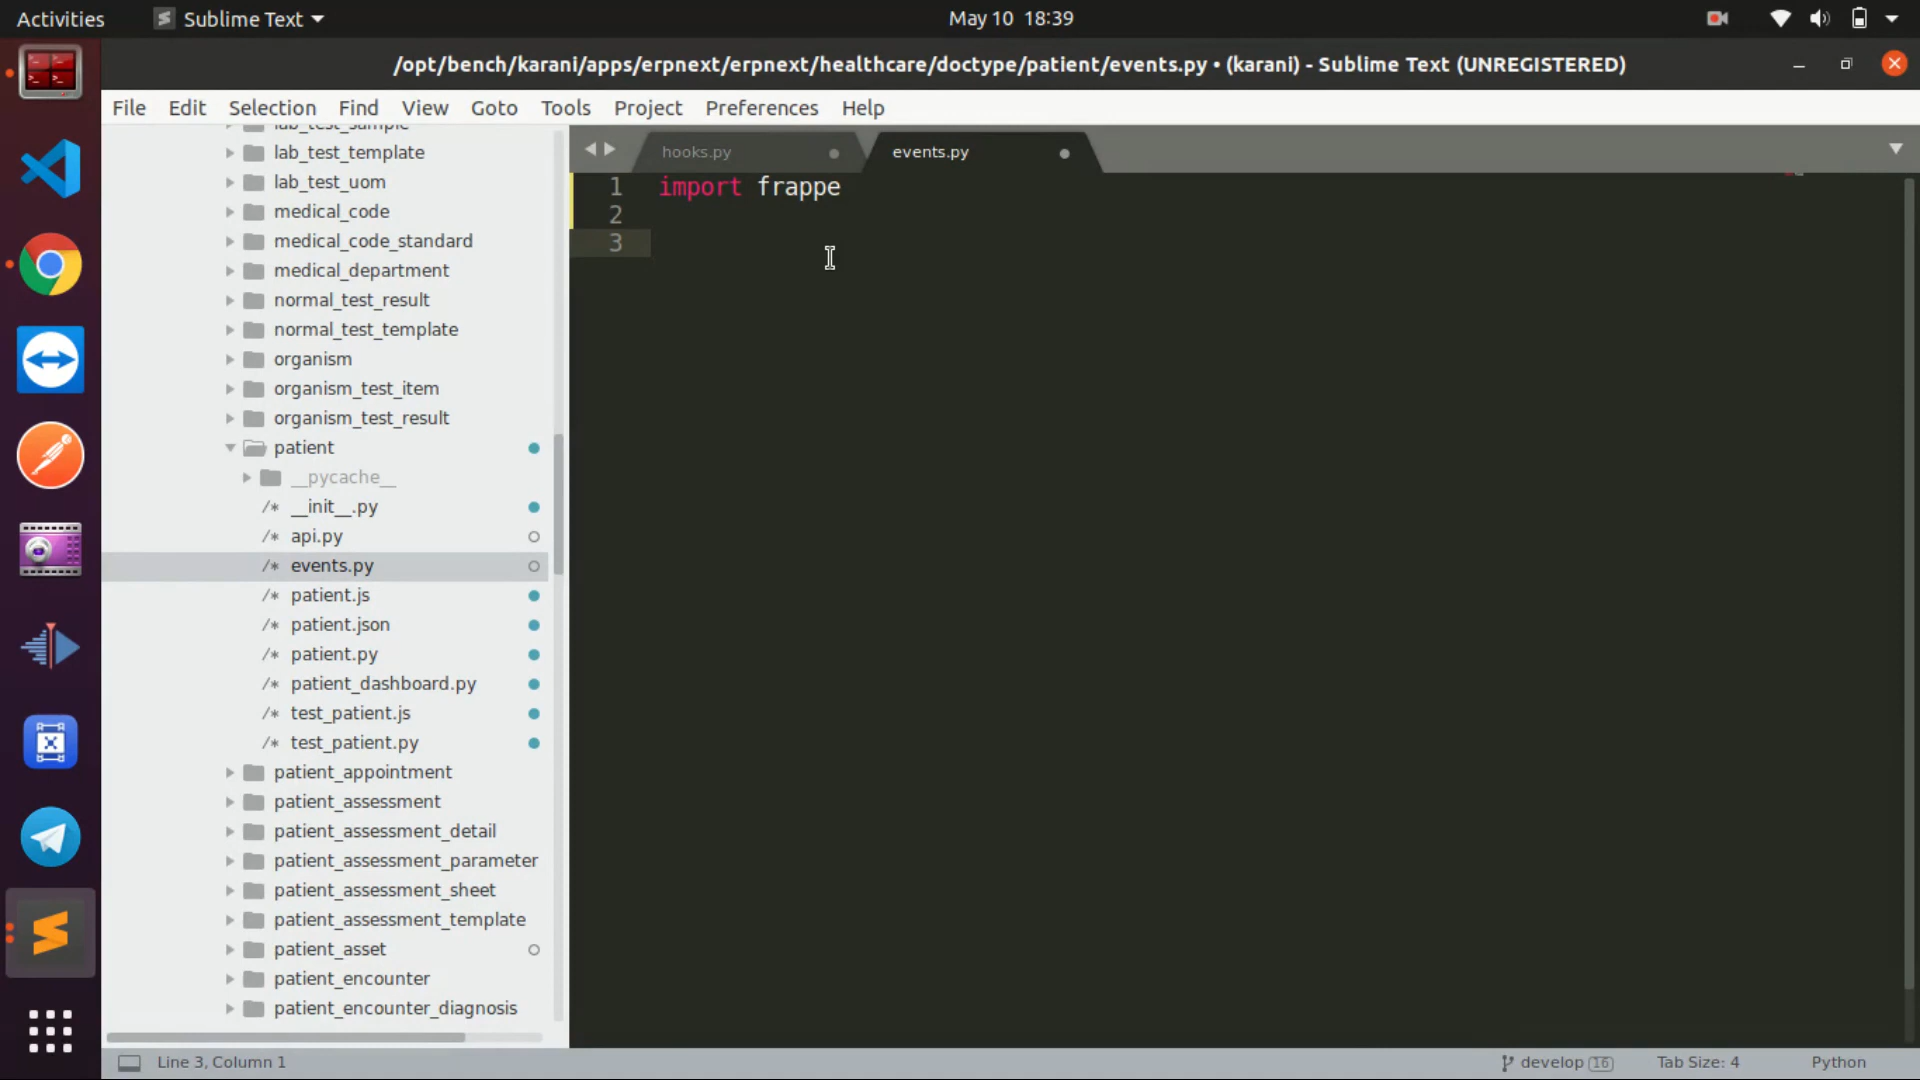 Activities
Sublime Text
May 10 18:39
/opt/bench/karani/apps/erpnext/erpnext/healthcare/doctype/patient/events.py • (karani) - Sublime Text (UNREGISTERED)
File Edit Selection Find View Goto Tools Project Preferences Help
lab_test_sample
lab_test_template
lab_test_uom
medical_code
medical_code_standard
medical_department
normal_test_result
normal_test_template
organism
organism_test_item
organism_test_result
patient
__pycache__
/* __init__.py
/* api.py
/* events.py
/* patient.js
/* patient.json
/* patient.py
/* patient_dashboard.py
/* test_patient.js
/* test_patient.py
patient_appointment
patient_assessment
patient_assessment_detail
patient_assessment_parameter
patient_assessment_sheet
patient_assessment_template
patient_asset
patient_encounter
patient_encounter_diagnosis
hooks.py
events.py
1 import frappe
2
3
Line 3, Column 1
develop 16
Tab Size: 4
Python